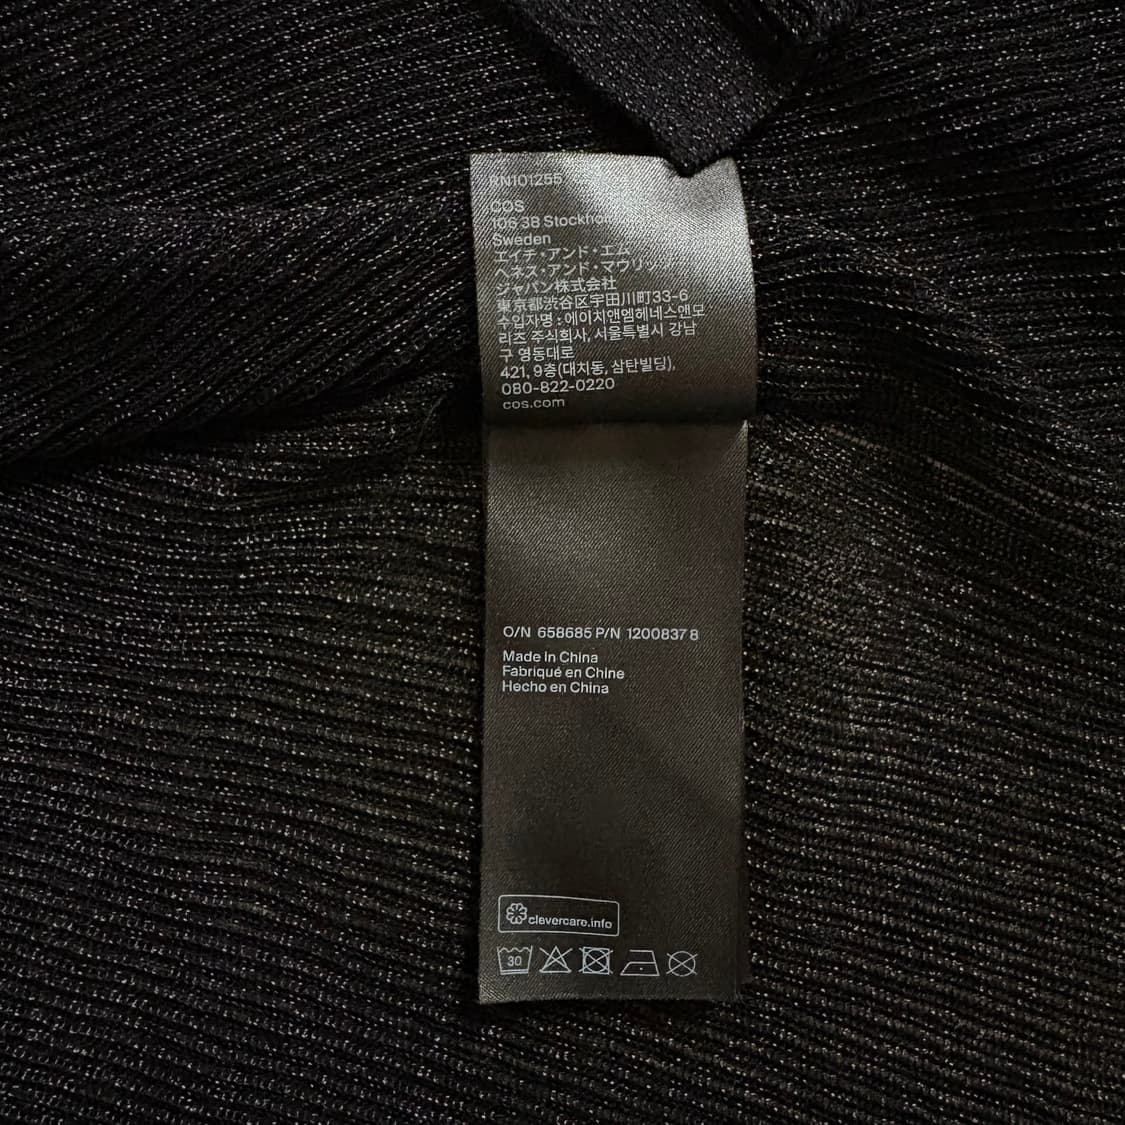 RN101255
COS
106 38 Stockholm
Sweden
エイチ・アンド・エム
ヘネス・アンド・マウリッツ
ジャパン株式会社
東京都渋谷区宇田川町33-6
수입자명 : 에이치앤엠헤네스앤모
리츠 주식회사, 서울특별시 강남
구 영동대로
421, 9층(대치동, 삼탄빌딩),
080-822-0220
cos.com
O/N 658685 P/N 1200837 8
Made in China
Fabriqué en Chine
Hecho en China
clevercare.info
30